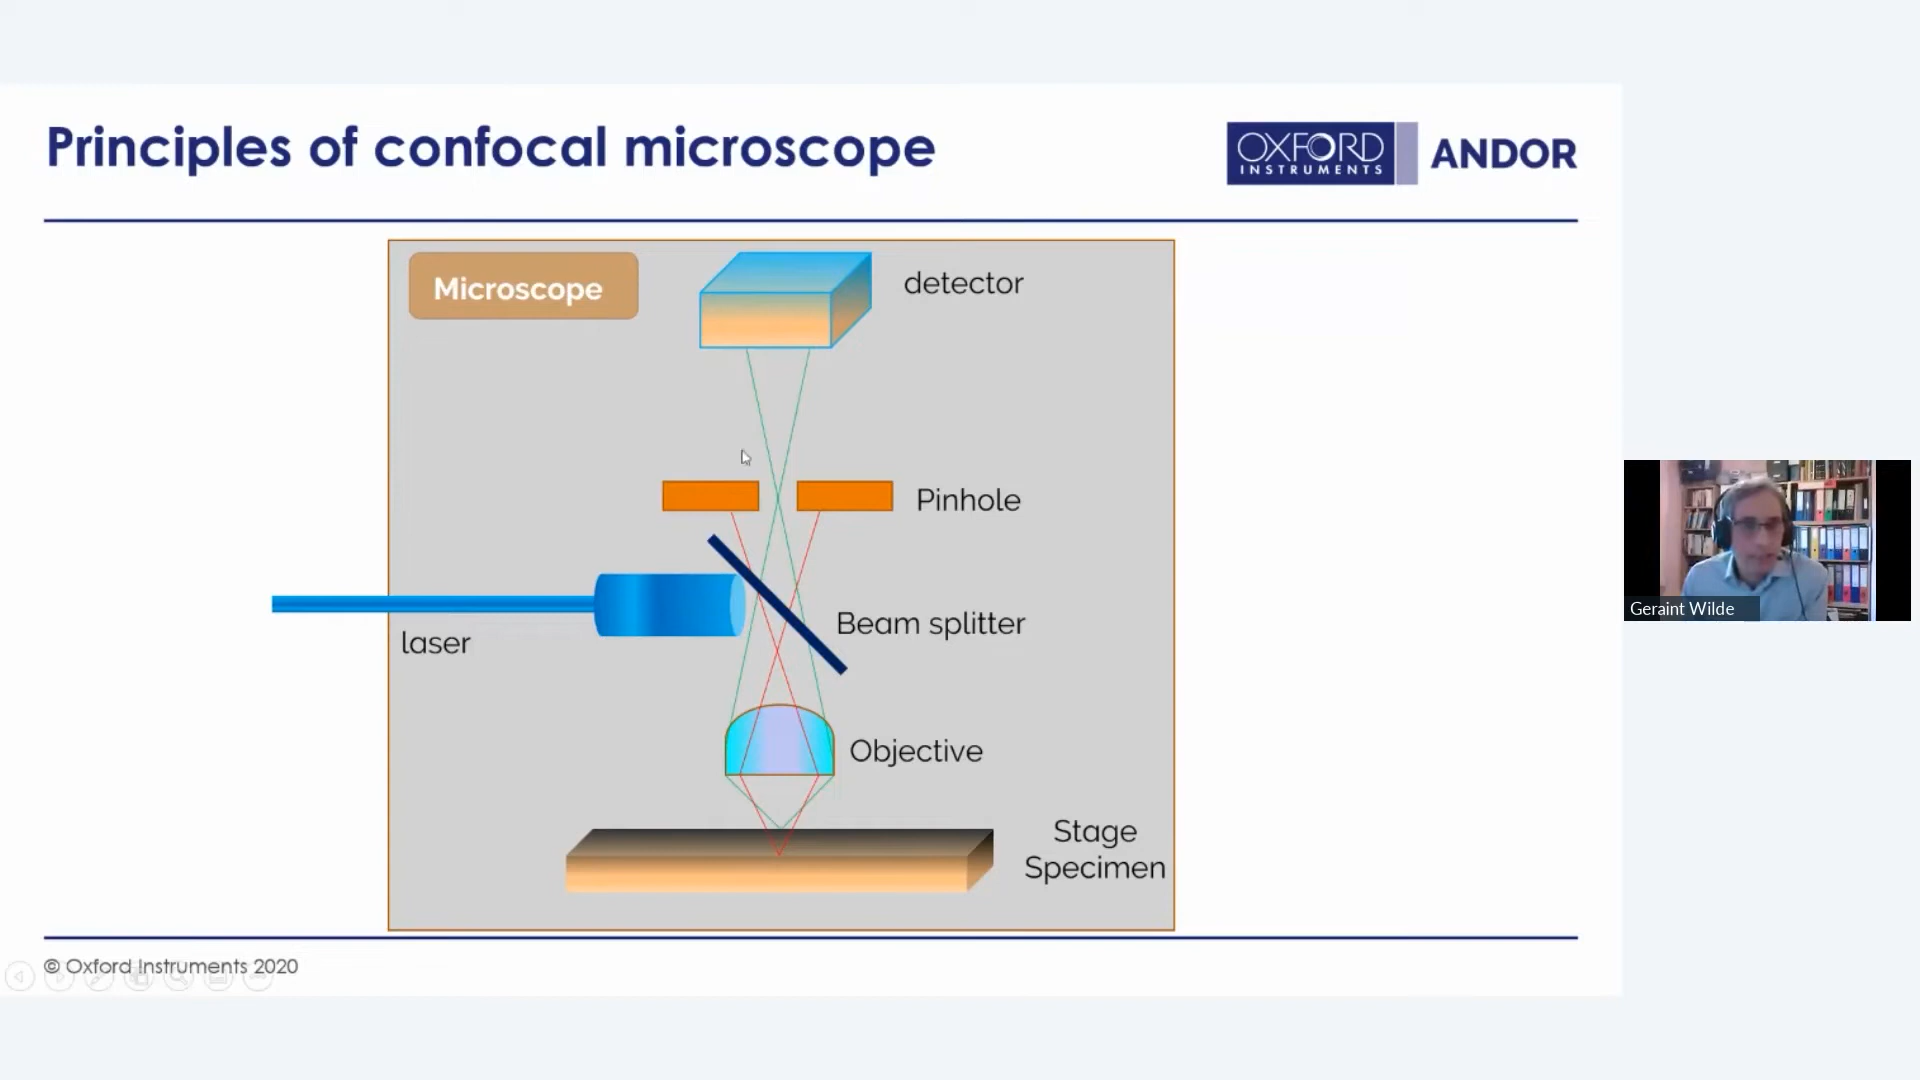 Principles of confocal microscope
OXFORD
INSTRUMENTS
ANDOR
Microscope
detector
Pinhole
Beam splitter
laser
Objective
Stage
Specimen
Geraint Wilde
© Oxford Instruments 2020